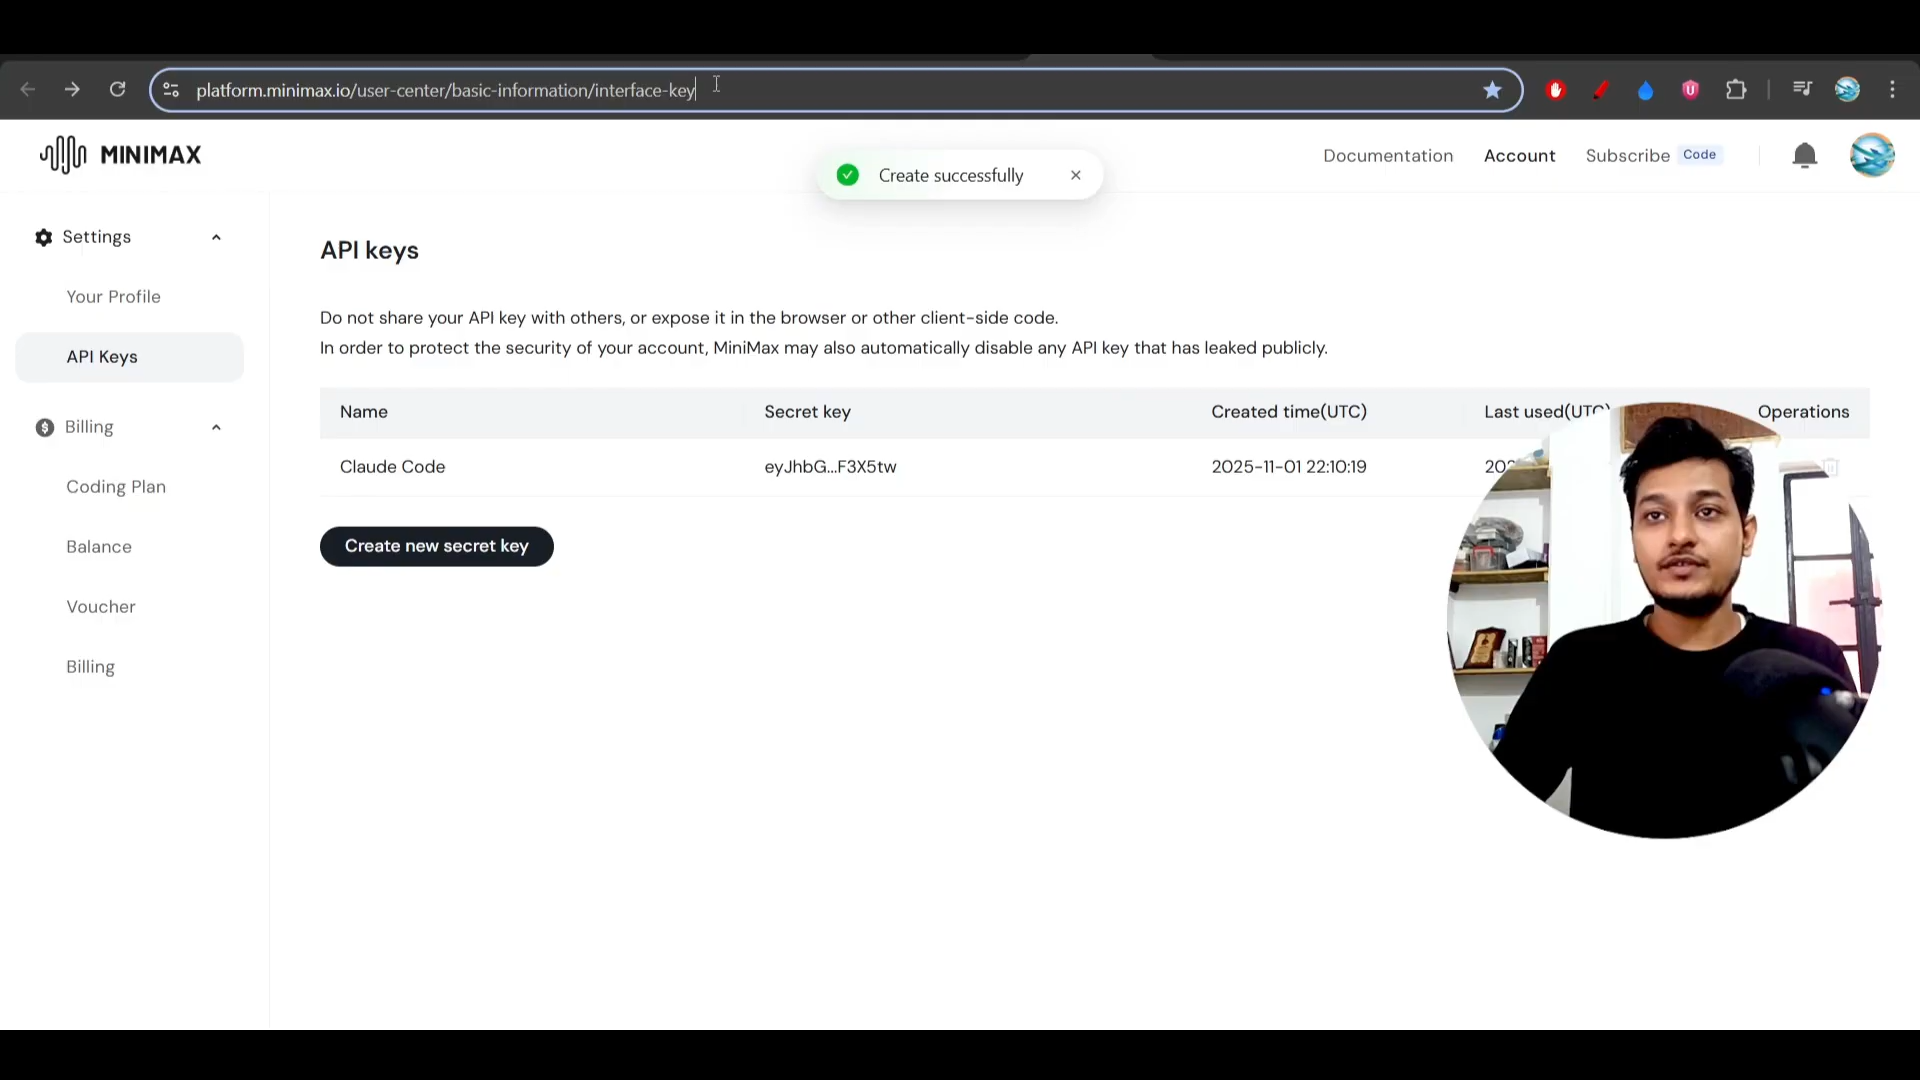 platform.minimax.io/user-center/basic-information/interface-key
MINIMAX
Create successfully
Documentation
Account
Subscribe
Code
Settings
Your Profile
API Keys
Billing
Coding Plan
Balance
Voucher
Billing
API keys
Do not share your API key with others, or expose it in the browser or other client-side code.
In order to protect the security of your account, MiniMax may also automatically disable any API key that has leaked publicly.
Name Secret key Created time(UTC) Last used(UTC) Operations
Claude Code eyJhbG...F3X5tw 2025-11-01 22:10:19
Create new secret key